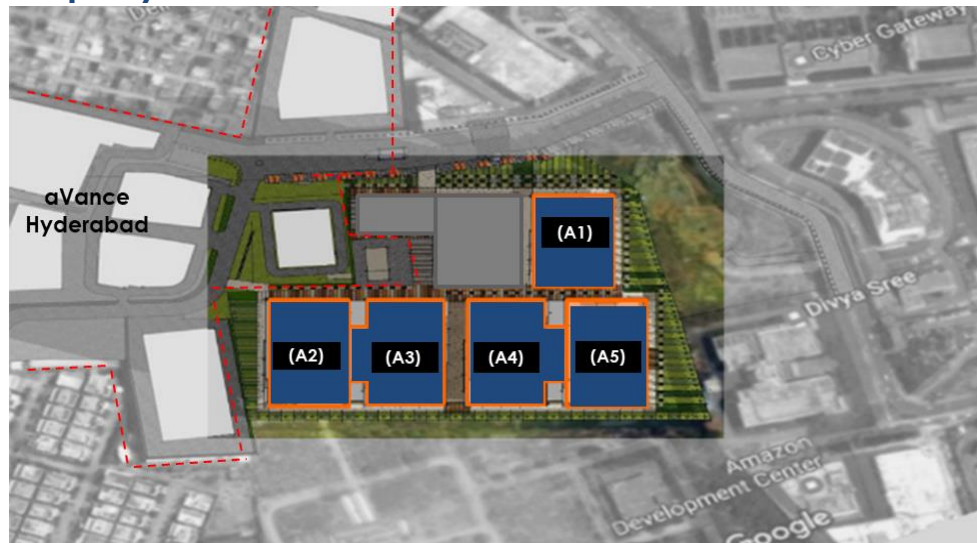 Cyber Gateway
aVance
Hyderabad
(A1)
Divya Sree
(A2)
(A3)
(A4)
(A5)
Amazon
Development Center
Google